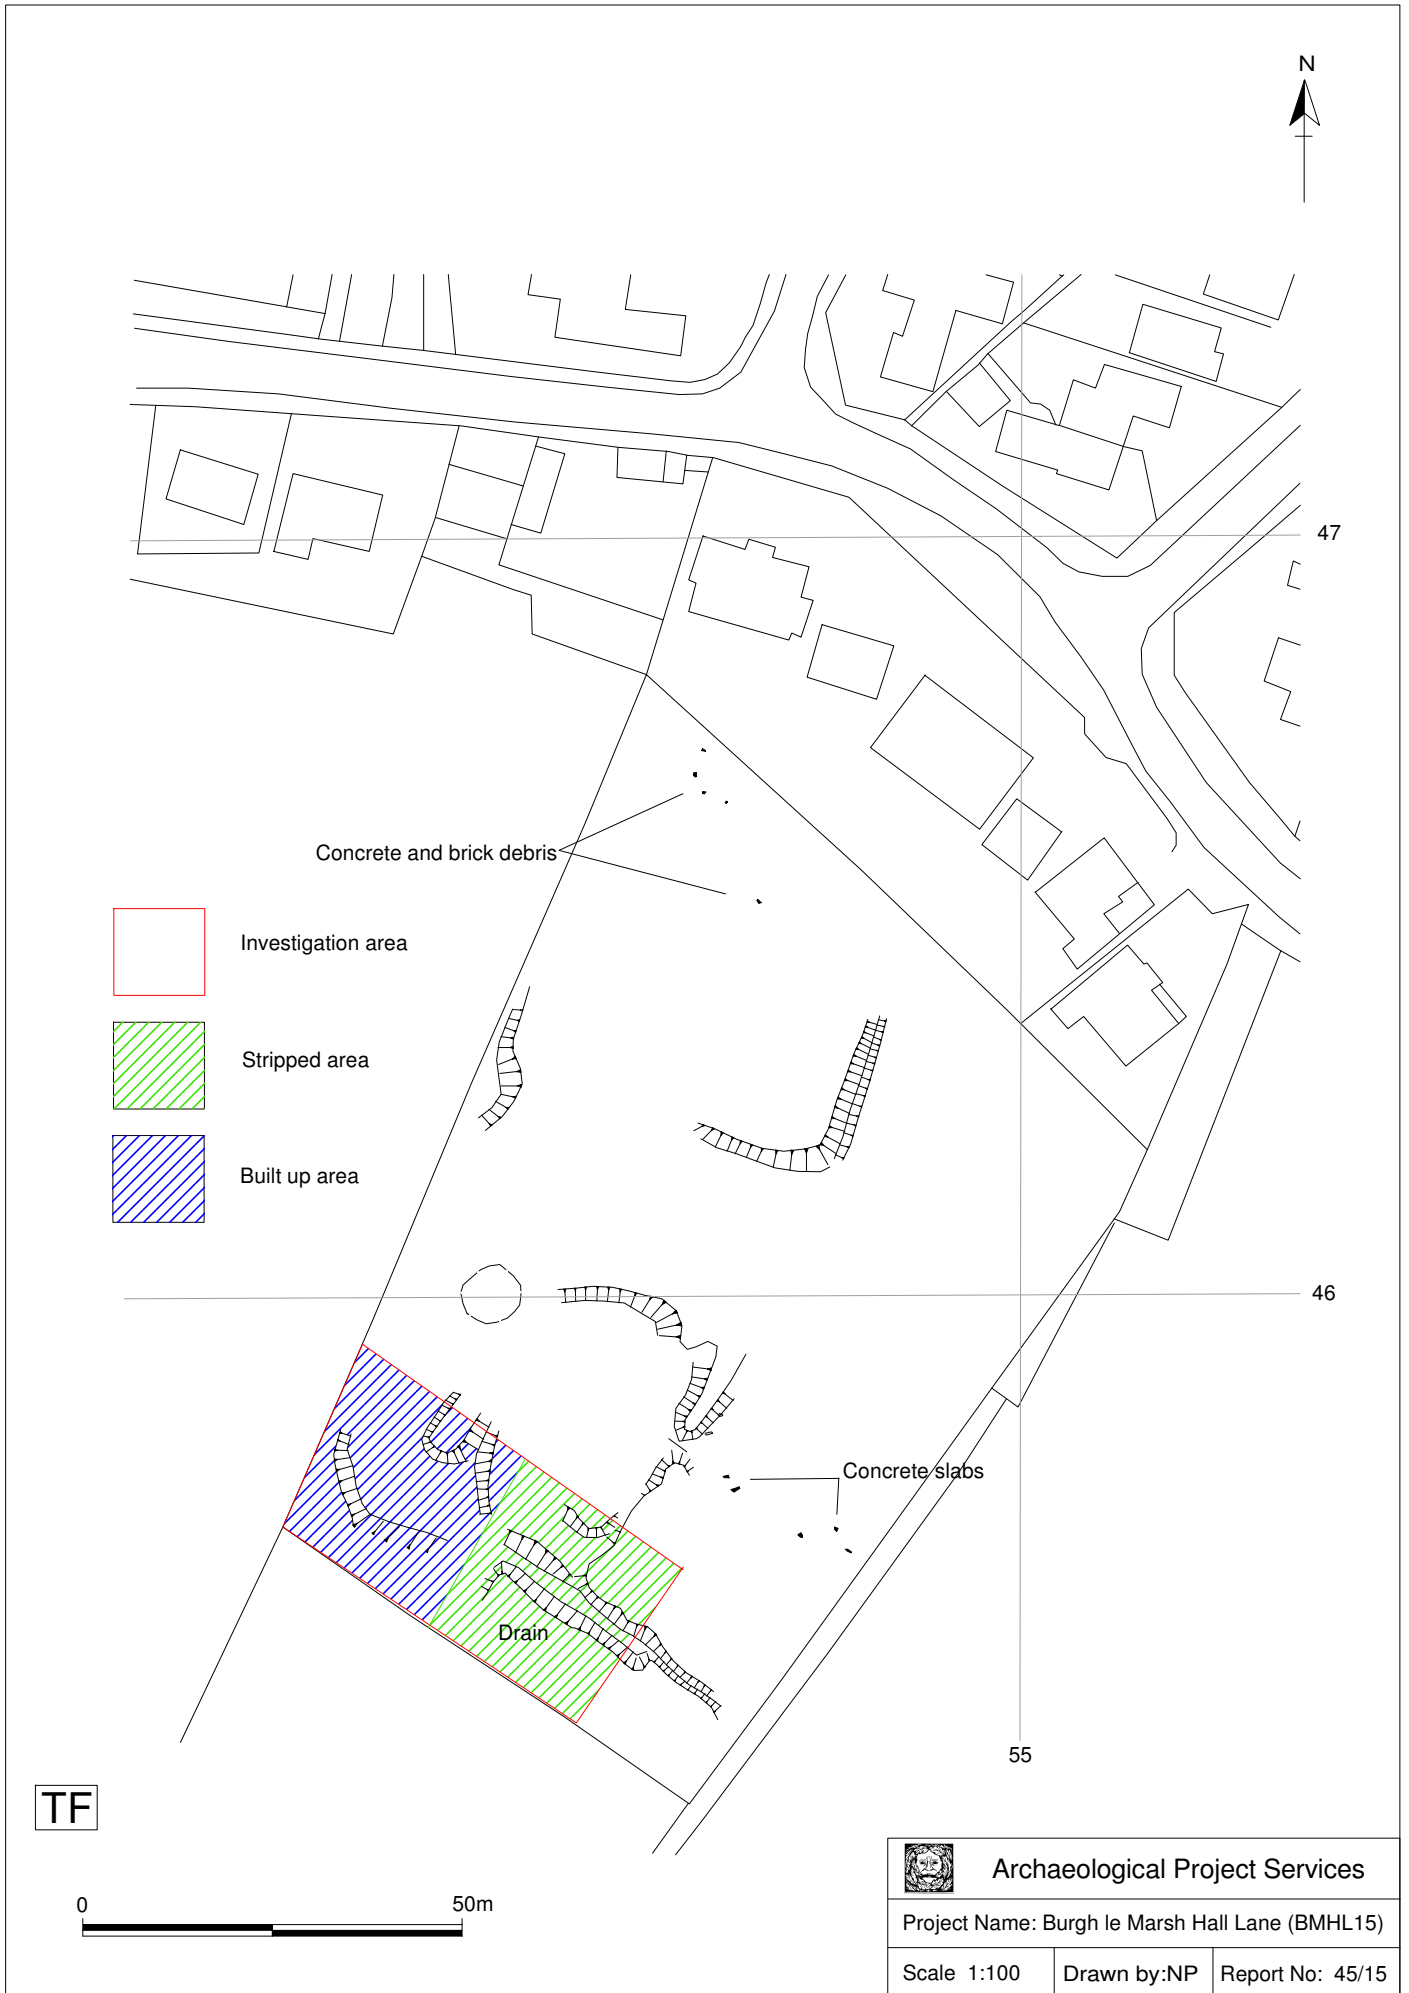 N
47
Concrete and brick debris
Investigation area
Stripped area
Built up area
46
Concrete slabs
Drain
55
TF
0 50m
Archaeological Project Services
Project Name: Burgh le Marsh Hall Lane (BMHL15)
Scale 1:100 Drawn by:NP Report No: 45/15